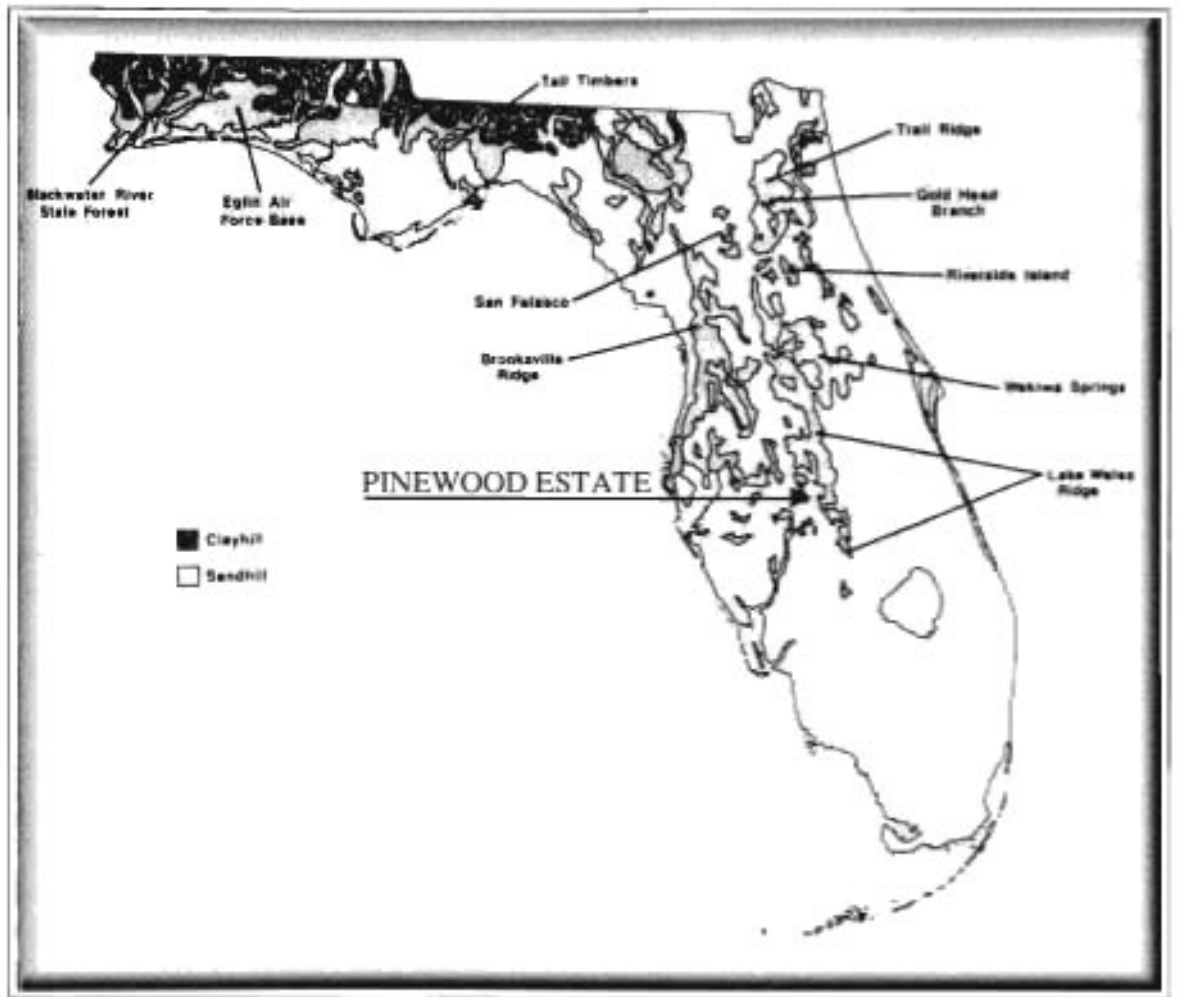 Tall Timbers
Trail Ridge
Blackwater River
State Forest
Eglin Air
Force Base
Gold Head
Branch
San Felasco
Riverside Island
Brooksville
Ridge
Wekiwa Springs
PINEWOOD ESTATE
Lake Wales
Ridge
Clayhill
Sandhill